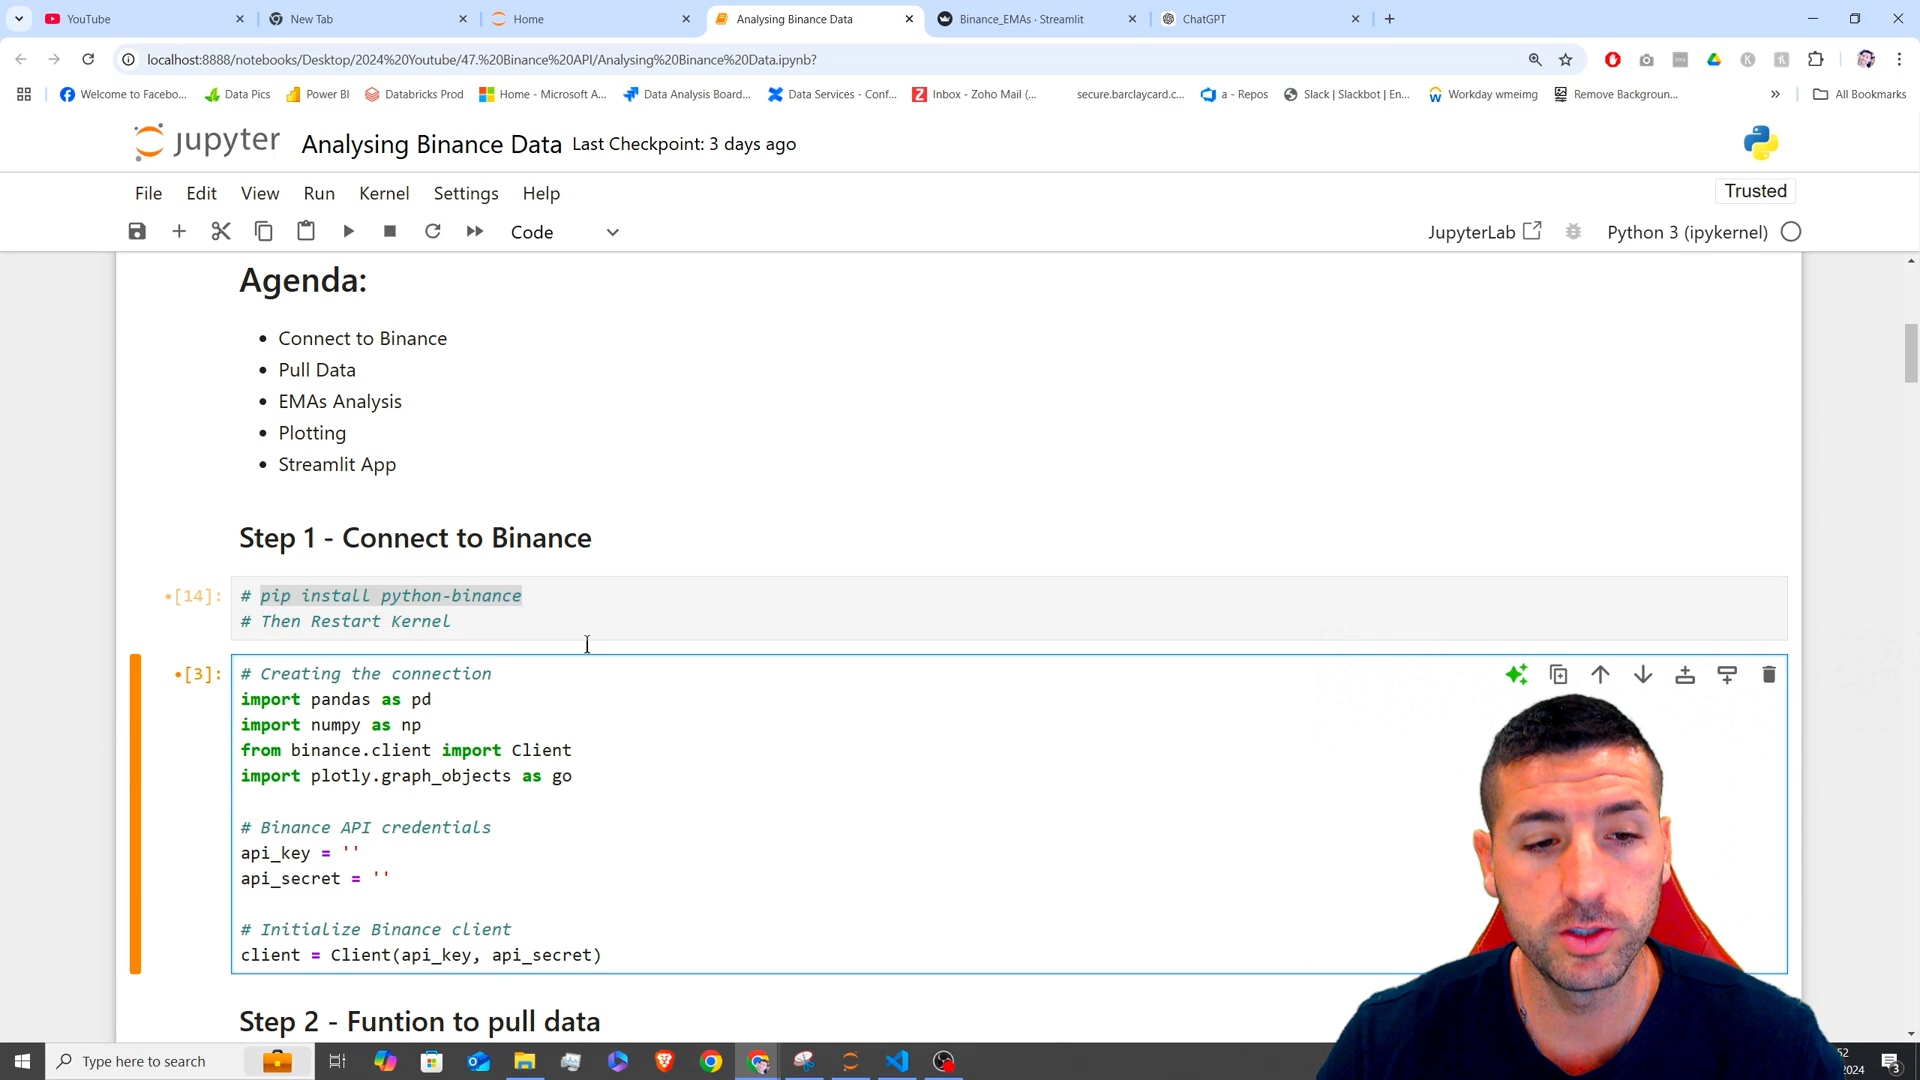 YouTube
New Tab
Home
Analysing Binance Data
Binance_EMAs · Streamlit
ChatGPT
localhost:8888/notebooks/Desktop/2024%20Youtube/47.%20Binance%20API/Analysing%20Binance%20Data.ipynb?
Welcome to Facebo...
Data Pics
Power BI
Databricks Prod
Home - Microsoft A...
Data Analysis Board...
Data Services - Conf...
Inbox - Zoho Mail (...
secure.barclaycard.c...
a - Repos
Slack | Slackbot | En...
Workday wmeimg
Remove Backgroun...
»
All Bookmarks
jupyter
Analysing Binance Data
Last Checkpoint: 3 days ago
File
Edit
View
Run
Kernel
Settings
Help
Trusted
Code
JupyterLab
Python 3 (ipykernel)
Agenda:
• Connect to Binance
• Pull Data
• EMAs Analysis
• Plotting
• Streamlit App
Step 1 - Connect to Binance
•[14]:
# pip install python-binance
# Then Restart Kernel
•[3]:
# Creating the connection
import pandas as pd
import numpy as np
from binance.client import Client
import plotly.graph_objects as go
# Binance API credentials
api_key = ''
api_secret = ''
# Initialize Binance client
client = Client(api_key, api_secret)
Step 2 - Funtion to pull data
Type here to search
52
2024
3